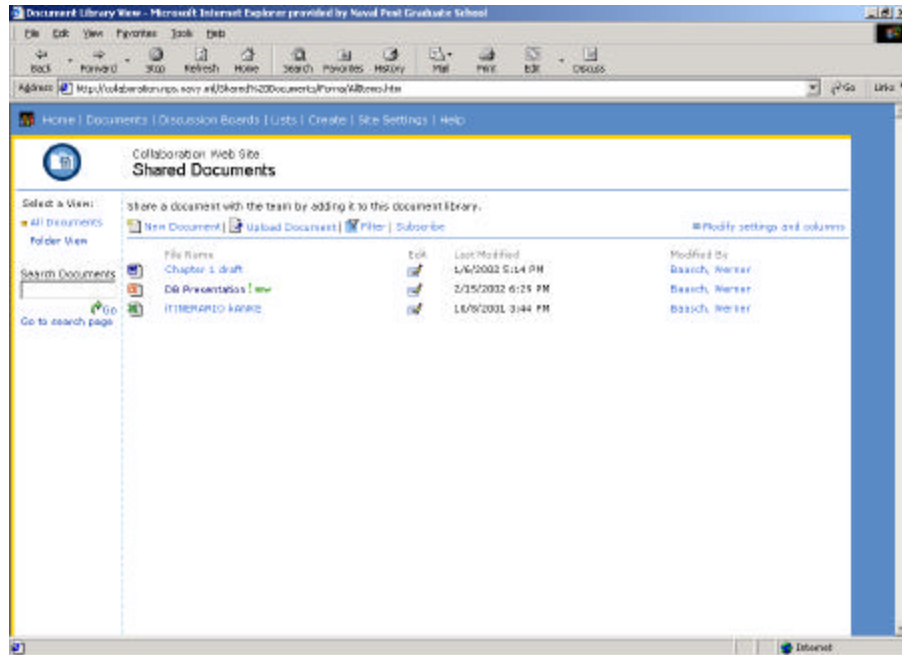 Document Library View - Microsoft Internet Explorer provided by Naval Post Graduate School
File Edit View Favorites Tools Help
Back Forward Stop Refresh Home Search Favorites History Mail Print Edit Discuss
Address Go Links
Home | Documents | Discussion Boards | Lists | Create | Site Settings | Help
Collaboration Web Site
Shared Documents
Select a View:
All Documents
Folder View
Search Documents
Go
Go to search page
Share a document with the team by adding it to this document library.
New Document | Upload Document | Filter | Subscribe
Modify settings and columns
File Name Edit Last Modified Modified By
Chapter 1 draft 1/6/2002 5:14 PM Baasch, Werner
DB Presentation ! NEW 2/15/2002 6:29 PM Baasch, Werner
ITINERARIO 3:44 PM Baasch, Werner
Internet